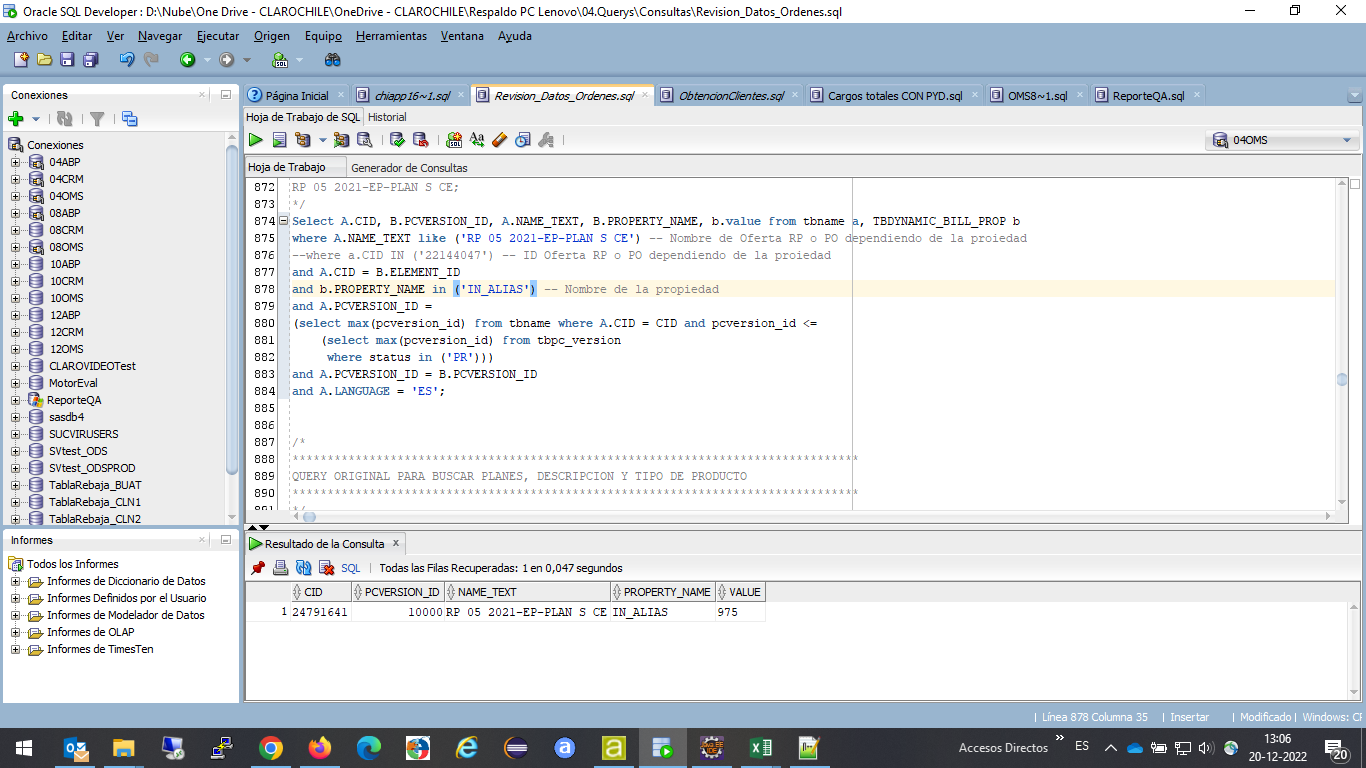 Oracle SQL Developer : D:\Nube\One Drive - CLAROCHILE\OneDrive - CLAROCHILE\Respaldo PC Lenovo\04.Querys\Consultas\Revision_Datos_Ordenes.sql
Archivo Editar Ver Navegar Ejecutar Origen Equipo Herramientas Ventana Ayuda
Conexiones
Conexiones
04ABP
04CRM
04OMS
08ABP
08CRM
08OMS
10ABP
10CRM
10OMS
12ABP
12CRM
12OMS
CLAROVIDEOTest
MotorEval
ReporteQA
sasdb4
SUCVIRUSERS
SVtest_ODS
SVtest_ODSPROD
TablaRebaja_BUAT
TablaRebaja_CLN1
TablaRebaja_CLN2
Informes
Todos los Informes
Informes de Diccionario de Datos
Informes Definidos por el Usuario
Informes de Modelador de Datos
Informes de OLAP
Informes de TimesTen
Página Inicial chiapp16~1.sql Revision_Datos_Ordenes.sql ObtencionClientes.sql Cargos totales CON PYD.sql OMS8~1.sql ReporteQA.sql
Hoja de Trabajo de SQL Historial
04OMS
Hoja de Trabajo Generador de Consultas
872 RP 05 2021-EP-PLAN S CE;
873 */
874 Select A.CID, B.PCVERSION_ID, A.NAME_TEXT, B.PROPERTY_NAME, b.value from tbname a, TBDYNAMIC_BILL_PROP b
875 where A.NAME_TEXT like ('RP 05 2021-EP-PLAN S CE') -- Nombre de Oferta RP o PO dependiendo de la proiedad
876 --where a.CID IN ('22144047') -- ID Oferta RP o PO dependiendo de la proiedad
877 and A.CID = B.ELEMENT_ID
878 and b.PROPERTY_NAME in ('IN_ALIAS') -- Nombre de la propiedad
879 and A.PCVERSION_ID =
880 (select max(pcversion_id) from tbname where A.CID = CID and pcversion_id <=
881 (select max(pcversion_id) from tbpc_version
882 where status in ('PR')))
883 and A.PCVERSION_ID = B.PCVERSION_ID
884 and A.LANGUAGE = 'ES';
885
886
887 /*
888 *********************************************************************************
889 QUERY ORIGINAL PARA BUSCAR PLANES, DESCRIPCION Y TIPO DE PRODUCTO
890 *********************************************************************************
891 */
Resultado de la Consulta
SQL Todas las Filas Recuperadas: 1 en 0,047 segundos
CID PCVERSION_ID NAME_TEXT PROPERTY_NAME VALUE
1 24791641 10000 RP 05 2021-EP-PLAN S CE IN_ALIAS 975
Línea 878 Columna 35 Insertar Modificado Windows:
Accesos Directos
ES
13:06
20-12-2022
20